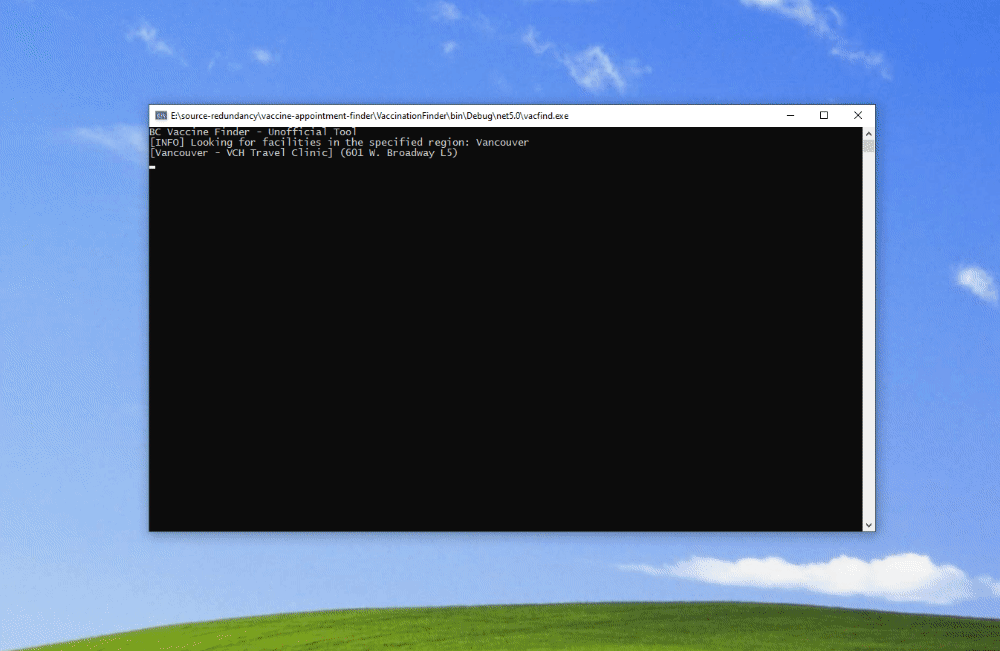 E:\source-redundancy\vaccine-appointment-finder\VaccinationFinder\bin\Debug\net5.0\vacfind.exe
BC Vaccine Finder - Unofficial Tool
[INFO] Looking for facilities in the specified region: Vancouver
[Vancouver - VCH Travel Clinic] (601 W. Broadway L5)